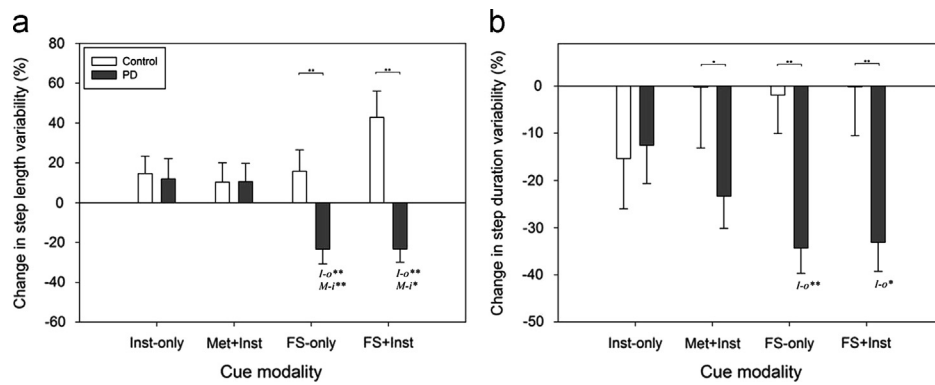 a
Change in step length variability (%)
80
60
40
20
0
-20
-40
-60
Control
PD
**
**
I-o**
M-i**
I-o**
M-i*
Inst-only Met+Inst FS-only FS+Inst
Cue modality
b
Change in step duration variability (%)
0
-10
-20
-30
-40
-50
*
**
**
I-o**
I-o*
Inst-only Met+Inst FS-only FS+Inst
Cue modality